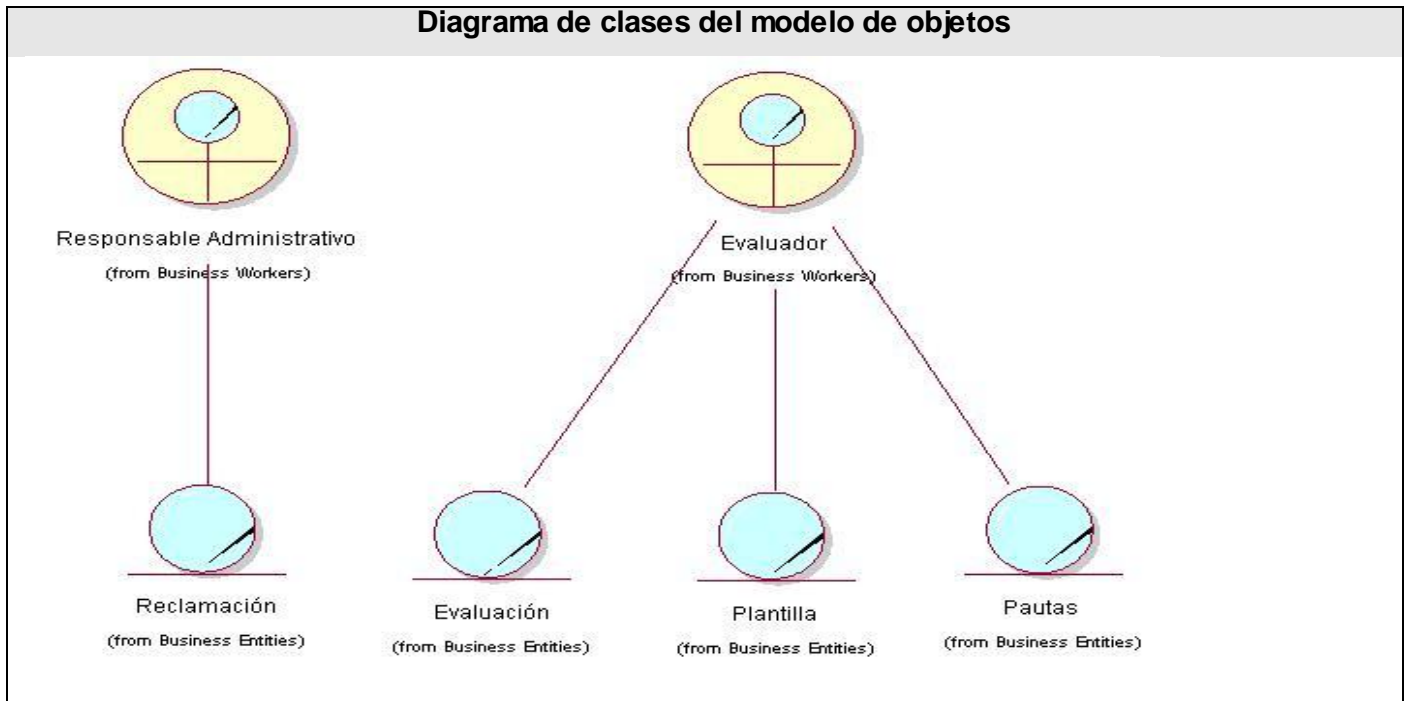 Diagrama de clases del modelo de objetos
Responsable Administrativo
(from Business Workers)
Evaluador
(from Business Workers)
Reclamación
(from Business Entities)
Evaluación
(from Business Entities)
Plantilla
(from Business Entities)
Pautas
(from Business Entities)